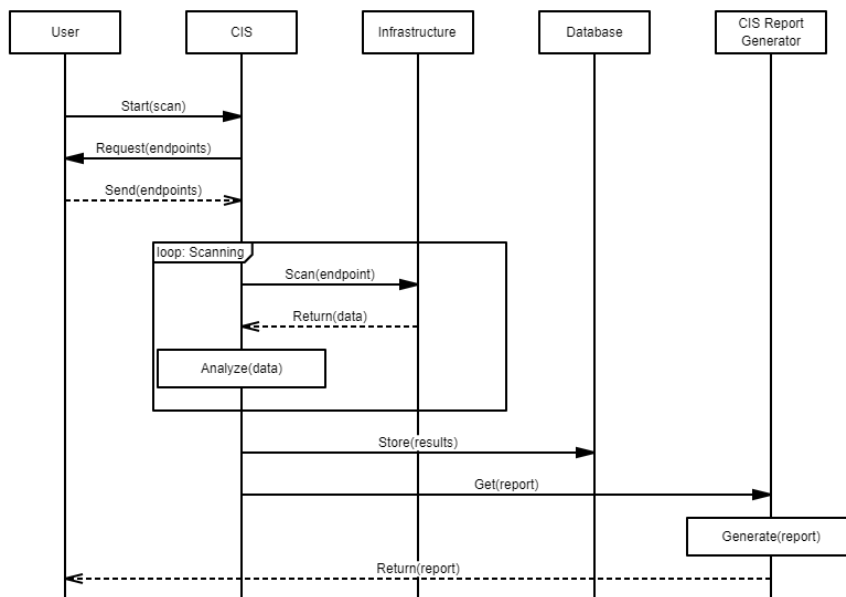 User
CIS
Infrastructure
Database
CIS Report
Generator
Start(scan)
Request(endpoints)
Send(endpoints)
loop: Scanning
Scan(endpoint)
Return(data)
Analyze(data)
Store(results)
Get(report)
Generate(report)
Return(report)